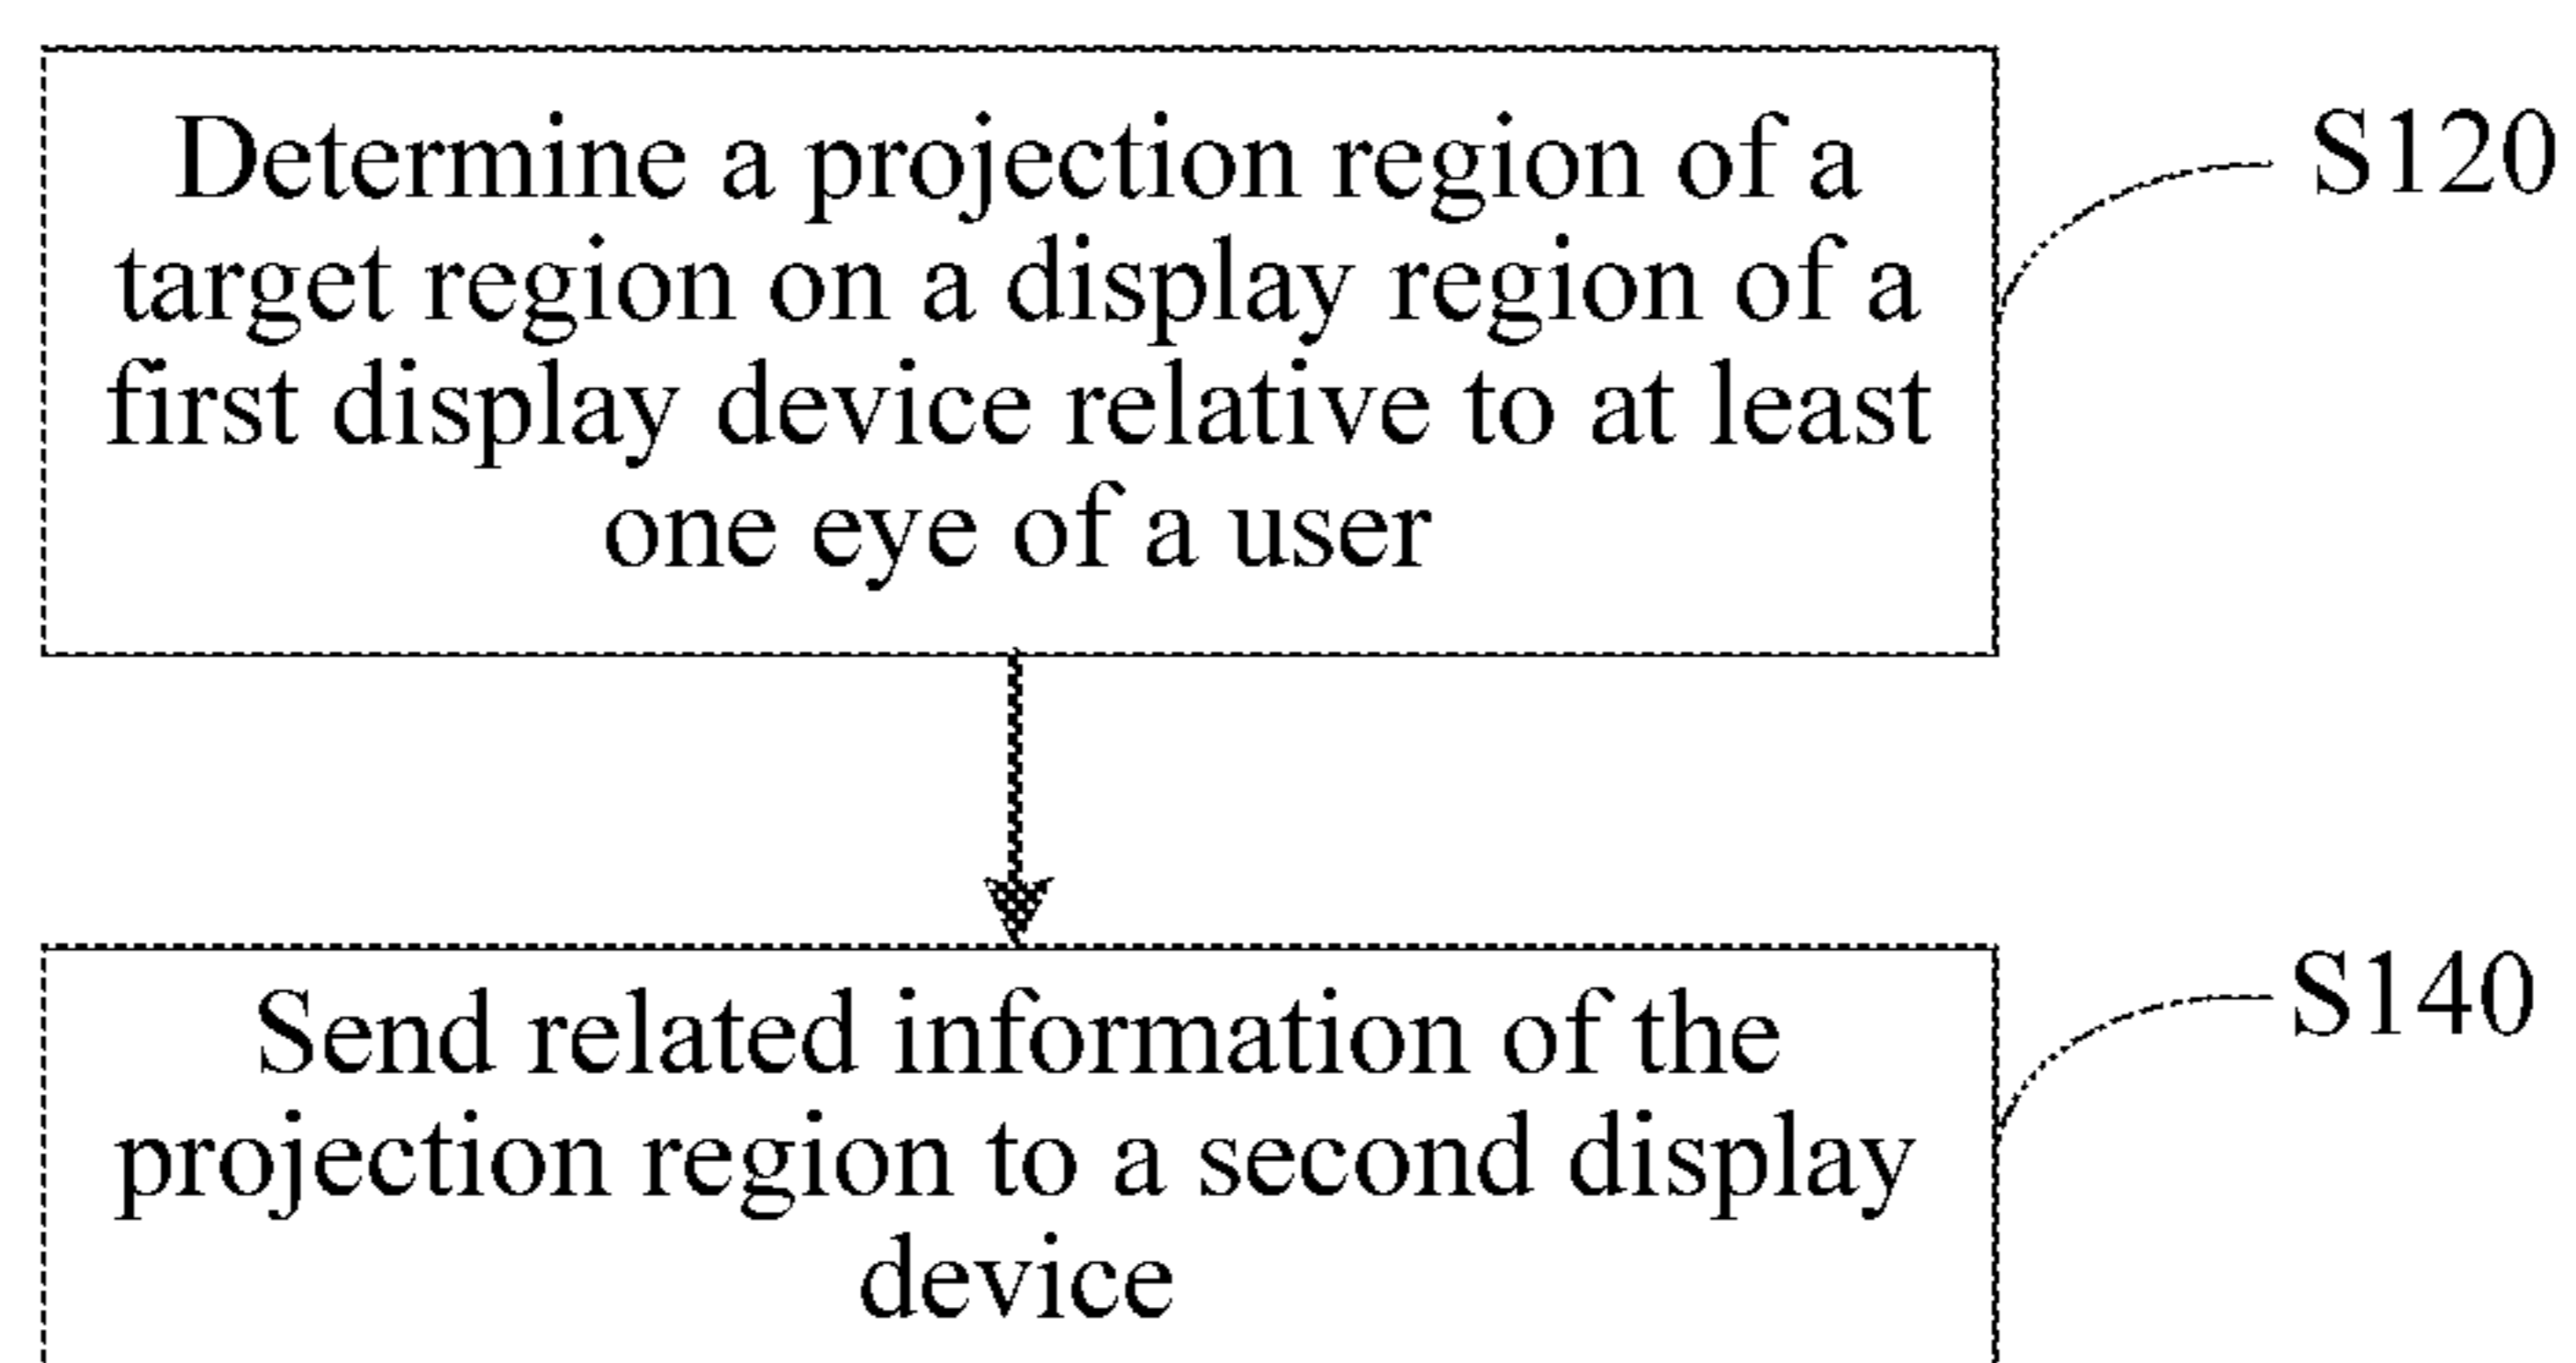 Determine a projection region of a
target region on a display region of a
first display device relative to at least
one eye of a user
S120
Send related information of the
projection region to a second display
device
S140